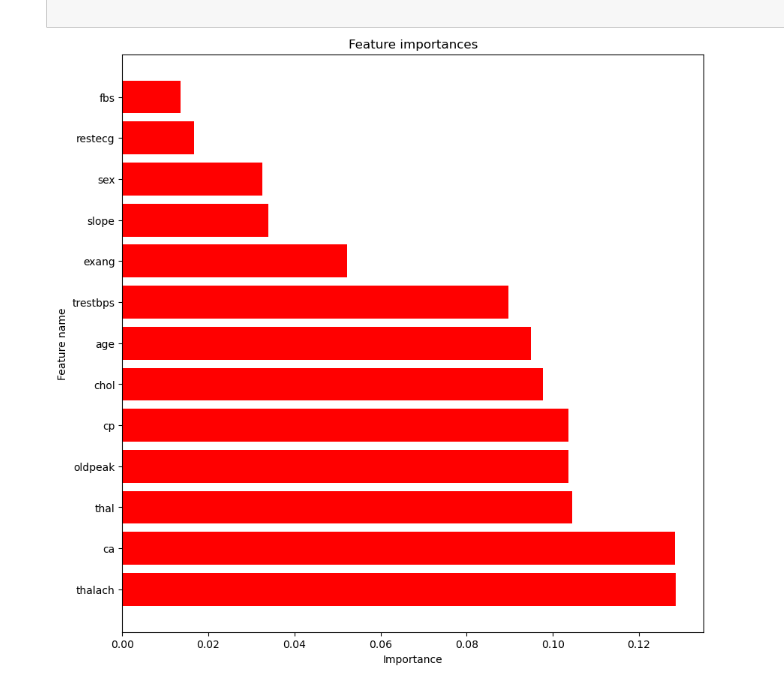 Feature importances
fbs
restecg
sex
slope
exang
trestbps
Feature name
age
chol
cp
oldpeak
thal
ca
thalach
0.00 0.02 0.04 0.06 0.08 0.10 0.12
Importance